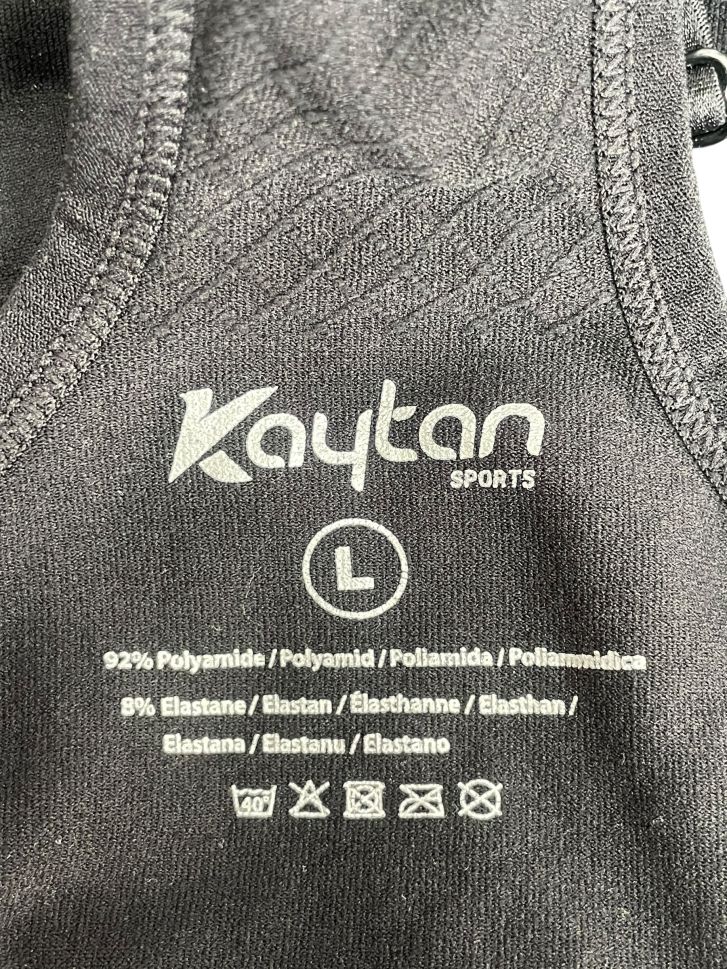 Kaytan
SPORTS
L
92% Polyamide / Polyamid / Poliamida / Poliammidica
8% Elastane / Elastan / Élasthanne / Elasthan /
Elastana / Elastanu / Elastano
40°